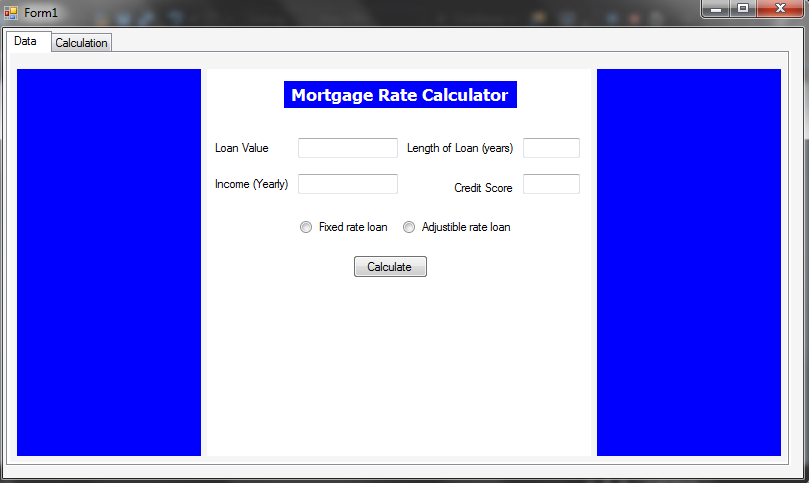 Form1
Data Calculation
Mortgage Rate Calculator
Loan Value Length of Loan (years)
Income (Yearly) Credit Score
Fixed rate loan Adjustible rate loan
Calculate